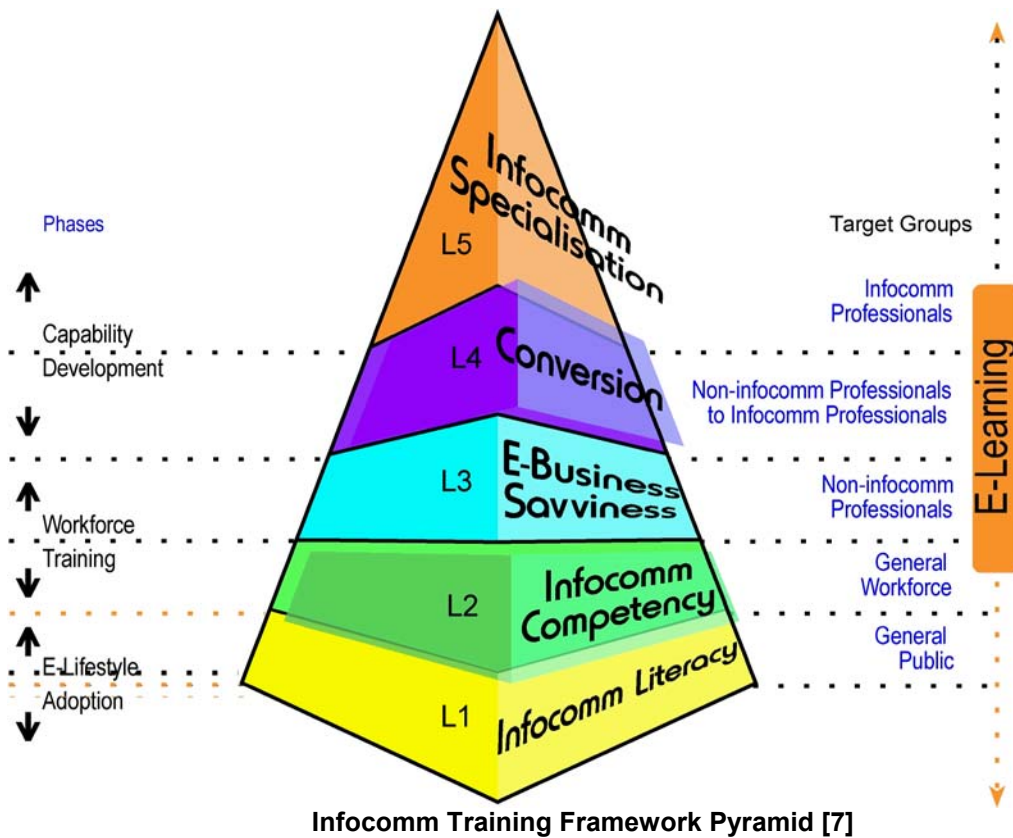 Infocomm
Specialisation
L5
Conversion
L4
E-Business
Savviness
L3
Infocomm
Competency
L2
Infocomm Literacy
L1
Phases
Capability
Development
Workforce
Training
E-Lifestyle
Adoption
Target Groups
Infocomm
Professionals
Non-infocomm Professionals
to Infocomm Professionals
Non-infocomm
Professionals
General
Workforce
General
Public
E-Learning
Infocomm Training Framework Pyramid [7]